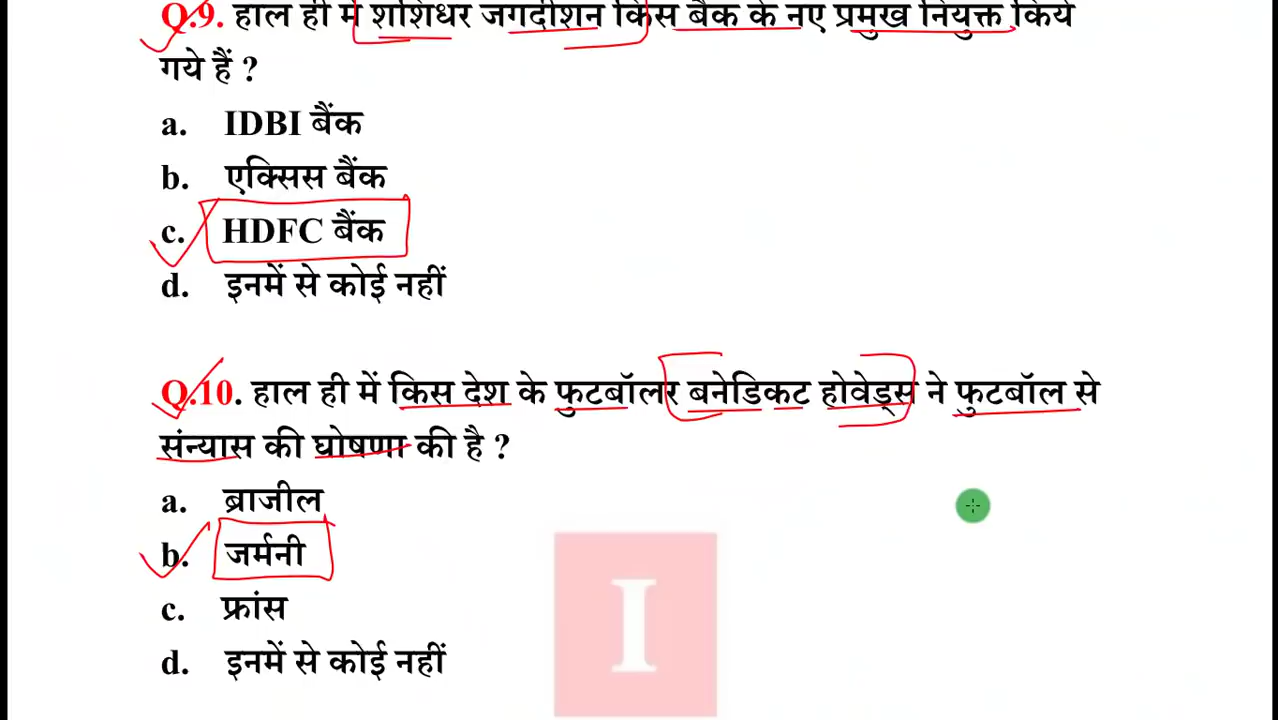 Q.9. हाल ही में शशिधर जगदीशन किस बैंक के नए प्रमुख नियुक्त किये
गये हैं ?
a. IDBI बैंक
b. एक्सिस बैंक
c. HDFC बैंक
d. इनमें से कोई नहीं
Q.10. हाल ही में किस देश के फुटबॉलर बनेडिकट होवेड्स ने फुटबॉल से
संन्यास की घोषणा की है ?
a. ब्राजील
b. जर्मनी
c. फ्रांस
d. इनमें से कोई नहीं
I